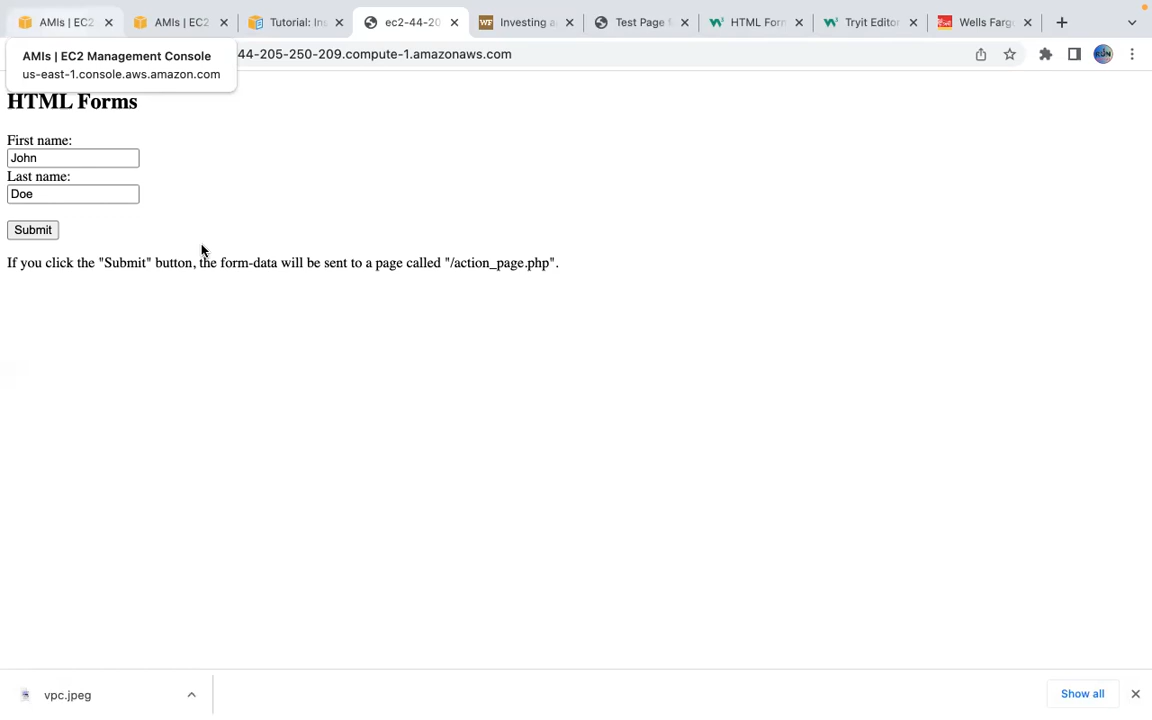 AMIs | EC2
AMIs | EC2
Tutorial: In
ec2-44-20
Investing a
Test Page f
HTML Form
Tryit Editor
Wells Farg
AMIs | EC2 Management Console
us-east-1.console.aws.amazon.com
44-205-250-209.compute-1.amazonaws.com
HTML Forms
First name:
John
Last name:
Doe
Submit
If you click the "Submit" button, the form-data will be sent to a page called "/action_page.php".
vpc.jpeg
Show all